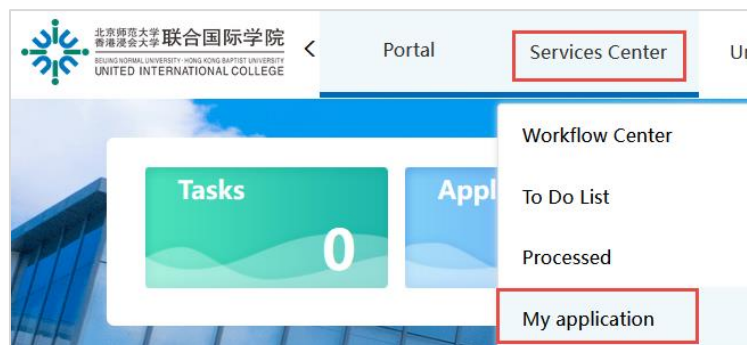 北京师范大学
香港浸会大学 联合国际学院
BEIJING NORMAL UNIVERSITY · HONG KONG BAPTIST UNIVERSITY
UNITED INTERNATIONAL COLLEGE
Portal
Services Center
Workflow Center
To Do List
Processed
My application
Tasks
0